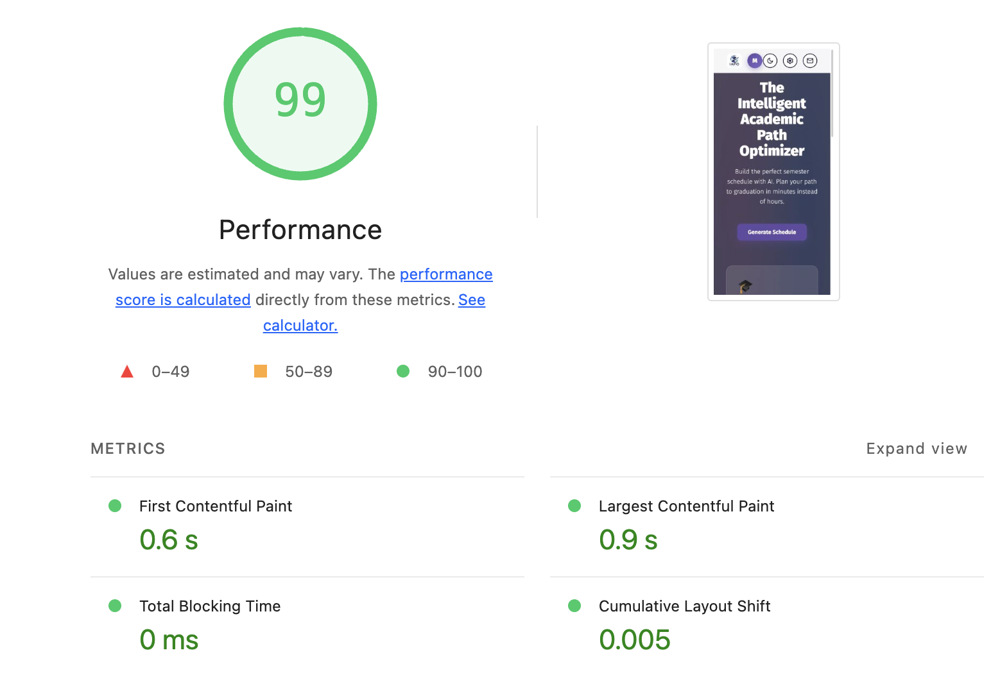 99
Performance
Values are estimated and may vary. The performance
score is calculated directly from these metrics. See
calculator.
0–49
50–89
90–100
IAPO
M
The
Intelligent
Academic
Path
Optimizer
Build the perfect semester
schedule with AI. Plan your path
to graduation in minutes instead
of hours.
Generate Schedule
METRICS
Expand view
First Contentful Paint
0.6 s
Largest Contentful Paint
0.9 s
Total Blocking Time
0 ms
Cumulative Layout Shift
0.005